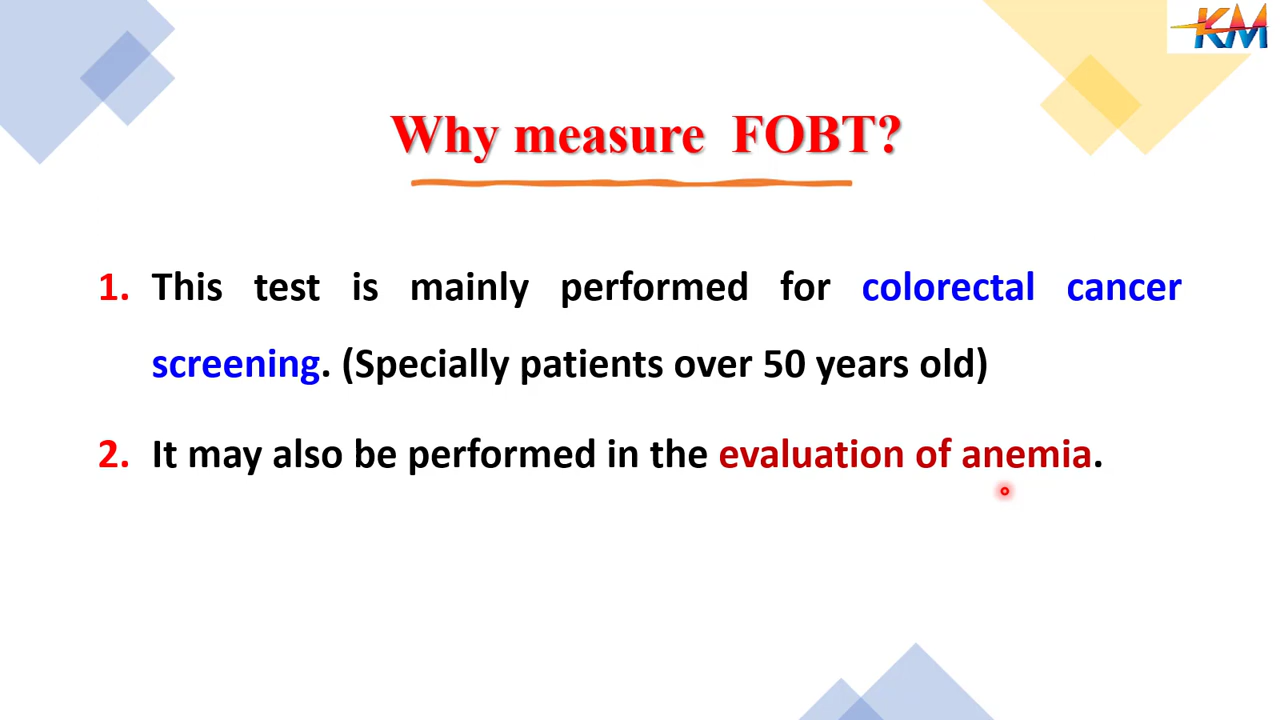 KM
Why measure FOBT?
1. This test is mainly performed for colorectal cancer
screening. (Specially patients over 50 years old)
2. It may also be performed in the evaluation of anemia.